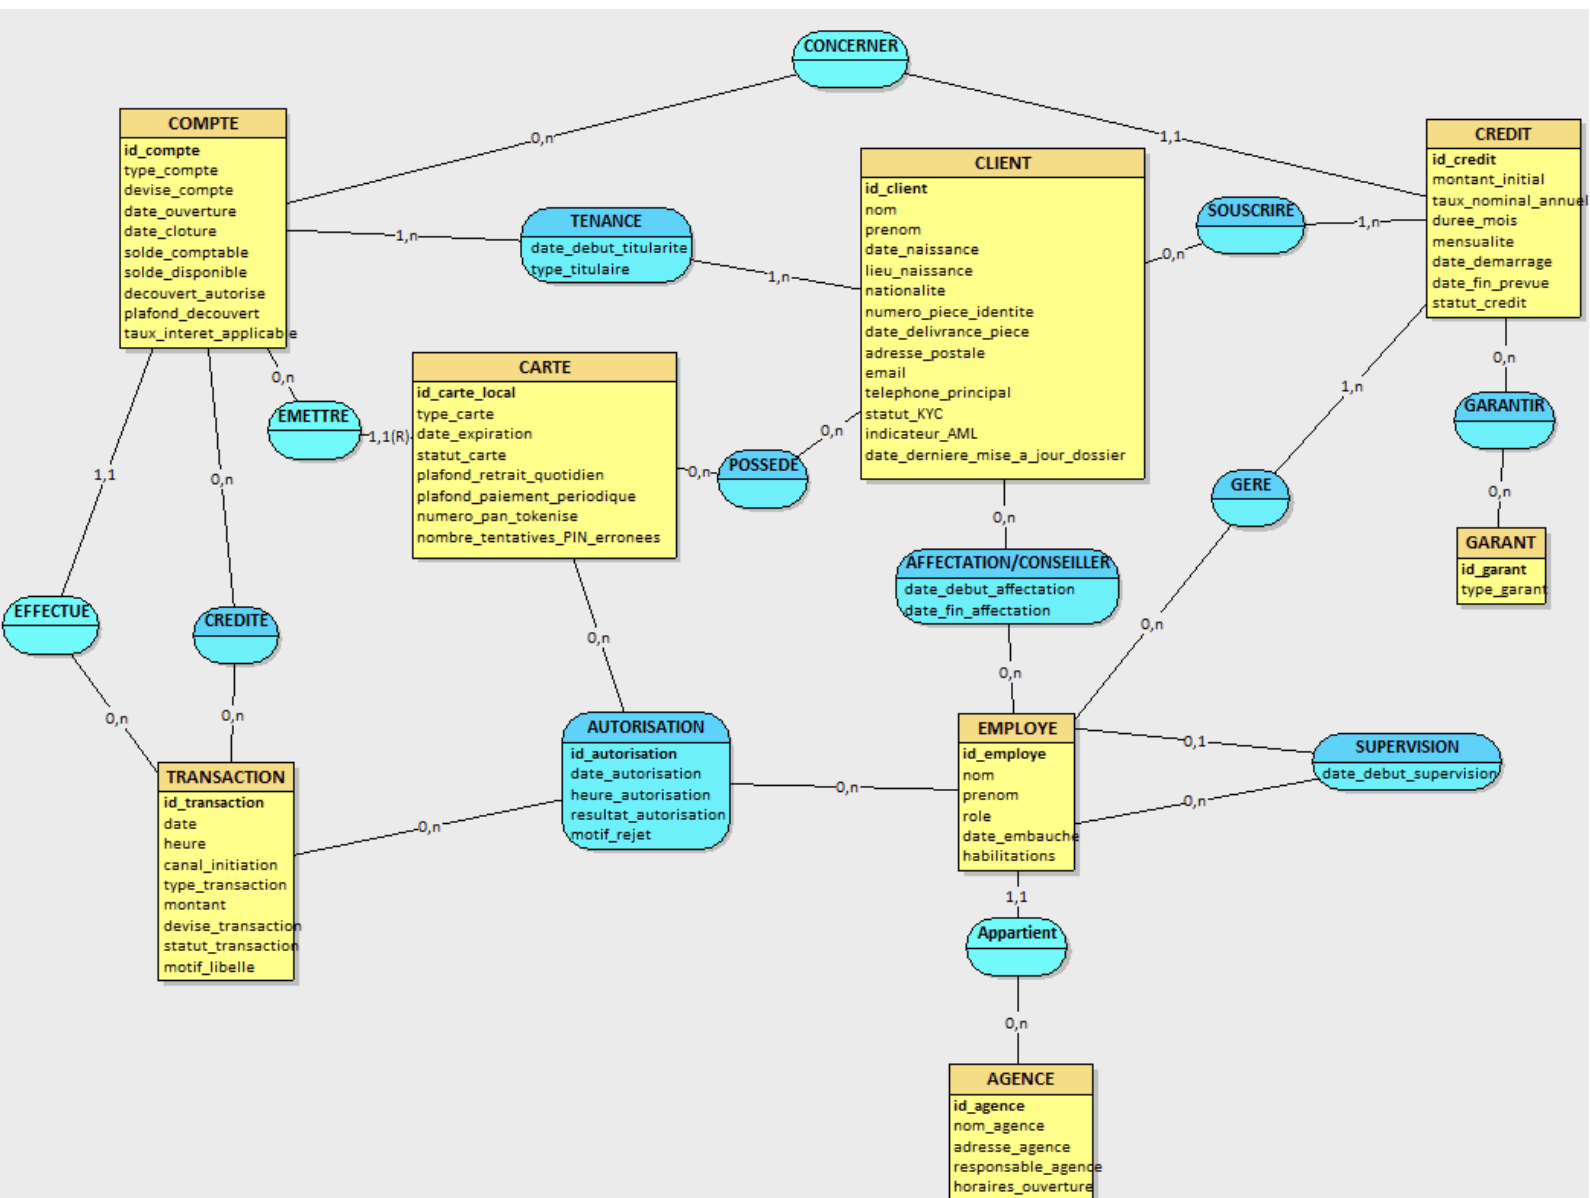 CONCERNER
0,n
1,1
COMPTE
id_compte
type_compte
devise_compte
date_ouverture
date_cloture
solde_comptable
solde_disponible
decouvert_autorise
plafond_decouvert
taux_interet_applicable
1,n
TENANCE
date_debut_titularite
type_titulaire
1,n
CLIENT
id_client
nom
prenom
date_naissance
lieu_naissance
nationalite
numero_piece_identite
date_delivrance_piece
adresse_postale
email
telephone_principal
statut_KYC
indicateur_AML
date_derniere_mise_a_jour_dossier
0,n
SOUSCRIRE
1,n
CREDIT
id_credit
montant_initial
taux_nominal_annuel
duree_mois
mensualite
date_demarrage
date_fin_prevue
statut_credit
0,n
EMETTRE
1,1(R)
CARTE
id_carte_local
type_carte
date_expiration
statut_carte
plafond_retrait_quotidien
plafond_paiement_periodique
numero_pan_tokenise
nombre_tentatives_PIN_erronees
0,n
POSSEDE
0,n
1,n
GERE
0,n
0,n
GARANTIR
0,n
GARANT
id_garant
type_garant
1,1
EFFECTUE
0,n
0,n
CREDITE
0,n
0,n
AFFECTATION/CONSEILLER
date_debut_affectation
date_fin_affectation
0,n
0,n
AUTORISATION
id_autorisation
date_autorisation
heure_autorisation
resultat_autorisation
motif_rejet
0,n
0,n
TRANSACTION
id_transaction
date
heure
canal_initiation
type_transaction
montant
devise_transaction
statut_transaction
motif_libelle
EMPLOYE
id_employe
nom
prenom
role
date_embauche
habilitations
0,1
0,n
SUPERVISION
date_debut_supervision
1,1
Appartient
0,n
AGENCE
id_agence
nom_agence
adresse_agence
responsable_agence
horaires_ouverture